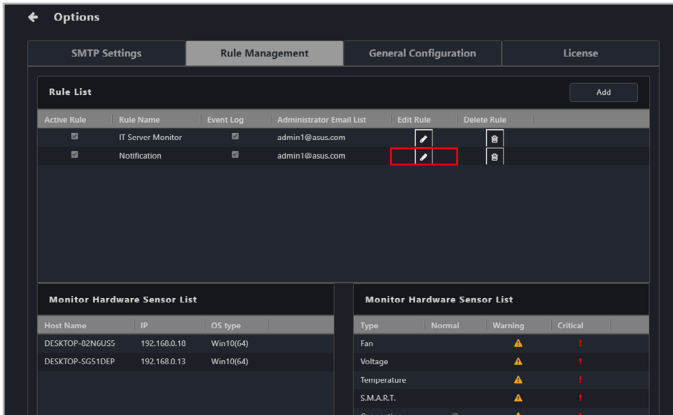 Options
SMTP Settings Rule Management General Configuration License
Rule List Add
Active Rule Rule Name Event Log Administrator Email List Edit Rule Delete Rule
IT Server Monitor admin1@asus.com
Notification admin1@asus.com
Monitor Hardware Sensor List
Host Name IP OS type
DESKTOP-82N6US5 192.168.0.18 Win10(64)
DESKTOP-SG51DEP 192.168.0.13 Win10(64)
Monitor Hardware Sensor List
Type Normal Warning Critical
Fan
Voltage
Temperature
S.M.A.R.T.